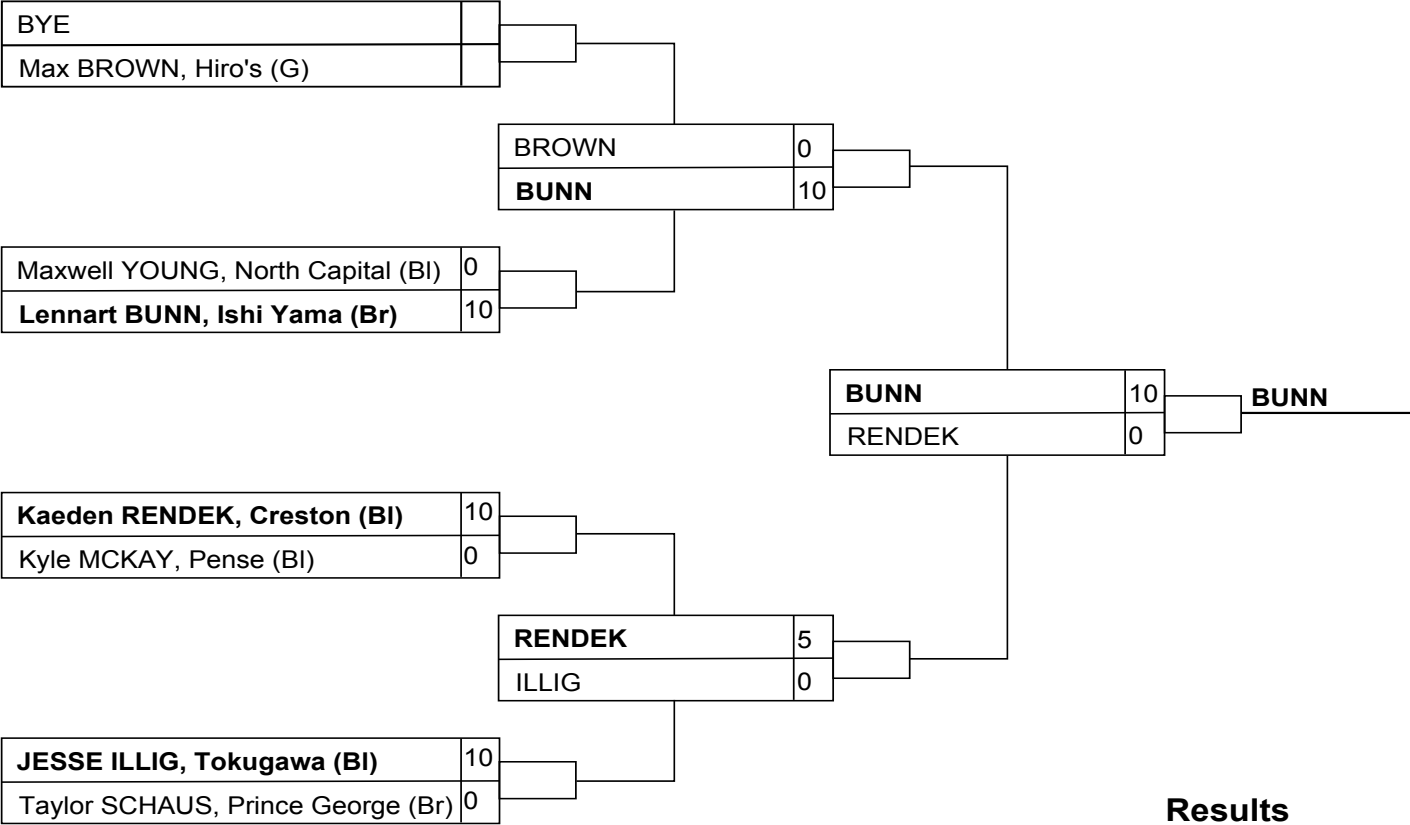 BYE
Max BROWN, Hiro's (G)
BROWN 0
BUNN 10
Maxwell YOUNG, North Capital (Bl) 0
Lennart BUNN, Ishi Yama (Br) 10
BUNN 10
RENDEK 0
BUNN
Kaeden RENDEK, Creston (Bl) 10
Kyle MCKAY, Pense (Bl) 0
RENDEK 5
ILLIG 0
JESSE ILLIG, Tokugawa (Bl) 10
Taylor SCHAUS, Prince George (Br) 0
Results